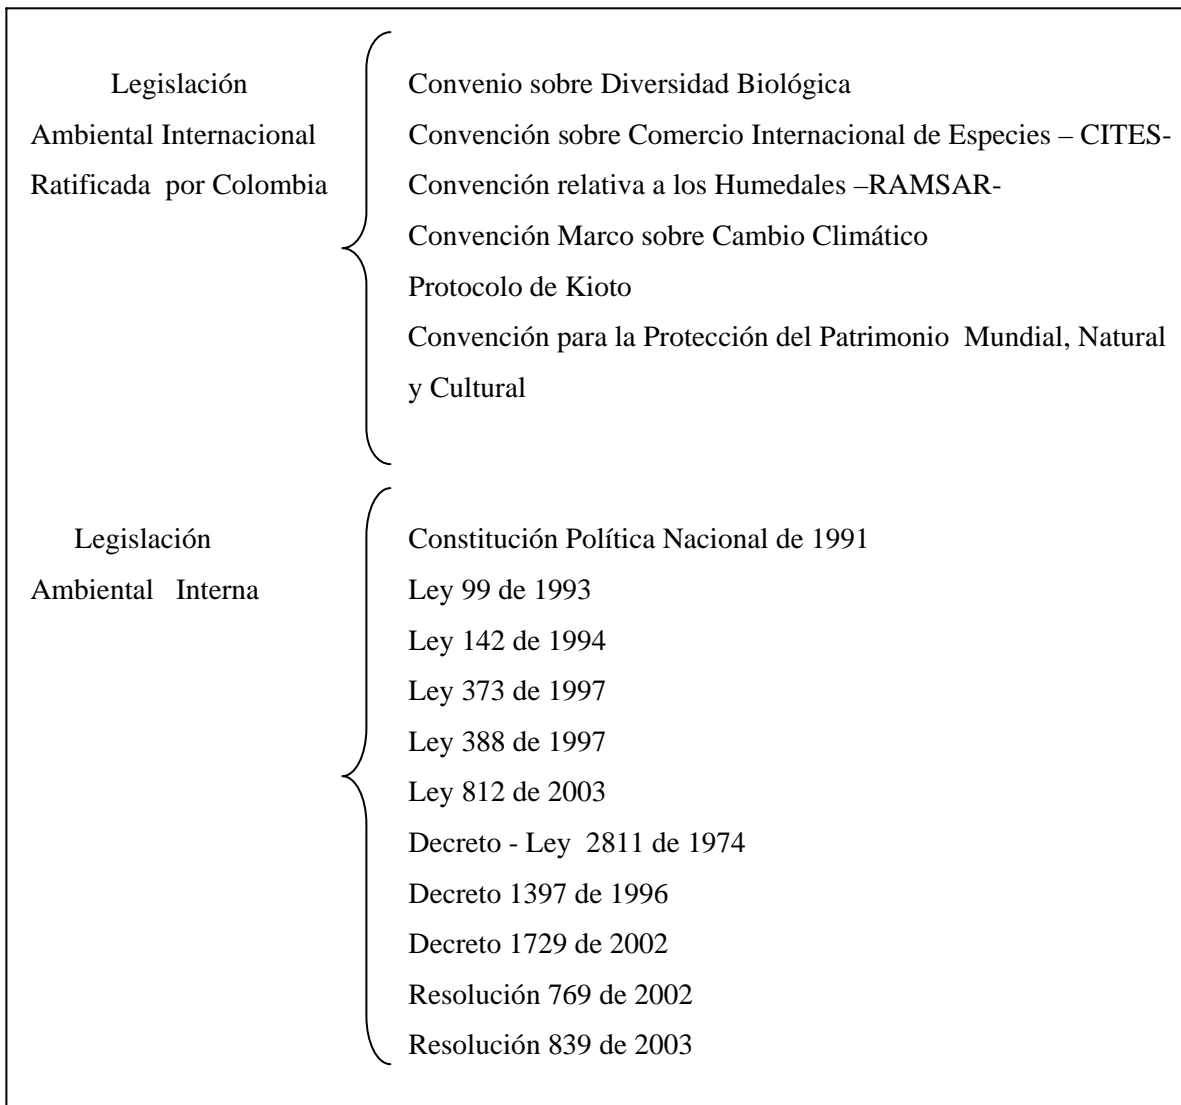 Legislación
Ambiental Internacional
Ratificada por Colombia
Convenio sobre Diversidad Biológica
Convención sobre Comercio Internacional de Especies – CITES-
Convención relativa a los Humedales –RAMSAR-
Convención Marco sobre Cambio Climático
Protocolo de Kioto
Convención para la Protección del Patrimonio Mundial, Natural
y Cultural
Legislación
Ambiental Interna
Constitución Política Nacional de 1991
Ley 99 de 1993
Ley 142 de 1994
Ley 373 de 1997
Ley 388 de 1997
Ley 812 de 2003
Decreto - Ley 2811 de 1974
Decreto 1397 de 1996
Decreto 1729 de 2002
Resolución 769 de 2002
Resolución 839 de 2003